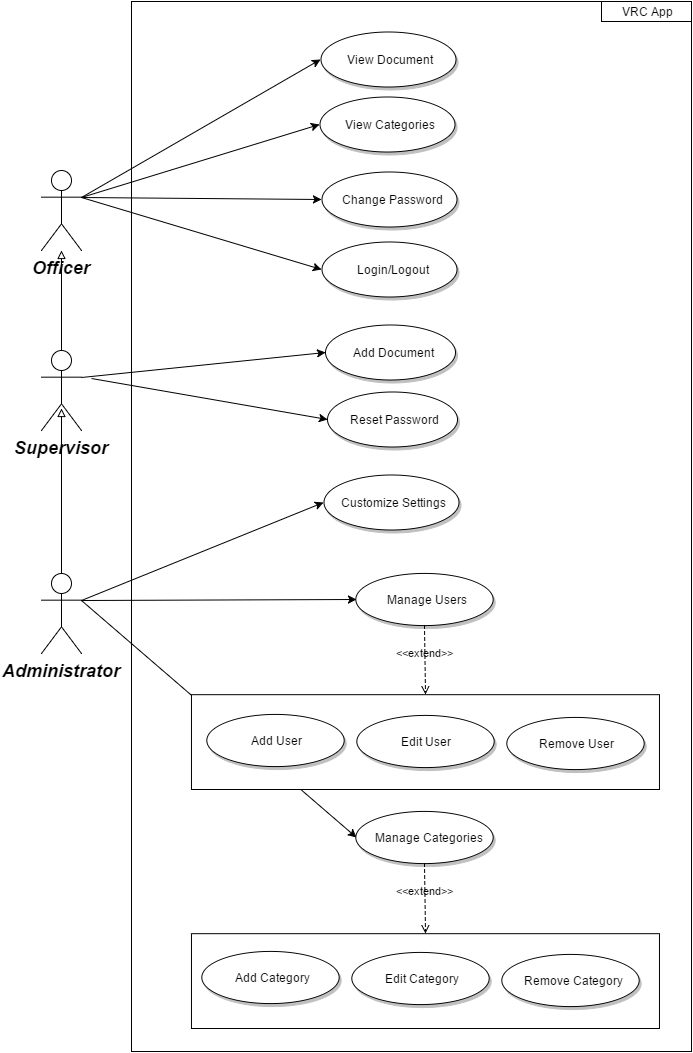 VRC App
View Document
View Categories
Change Password
Officer
Login/Logout
Add Document
Reset Password
Supervisor
Customize Settings
Manage Users
Administrator
<<extend>>
Add User
Edit User
Remove User
Manage Categories
<<extend>>
Add Category
Edit Category
Remove Category